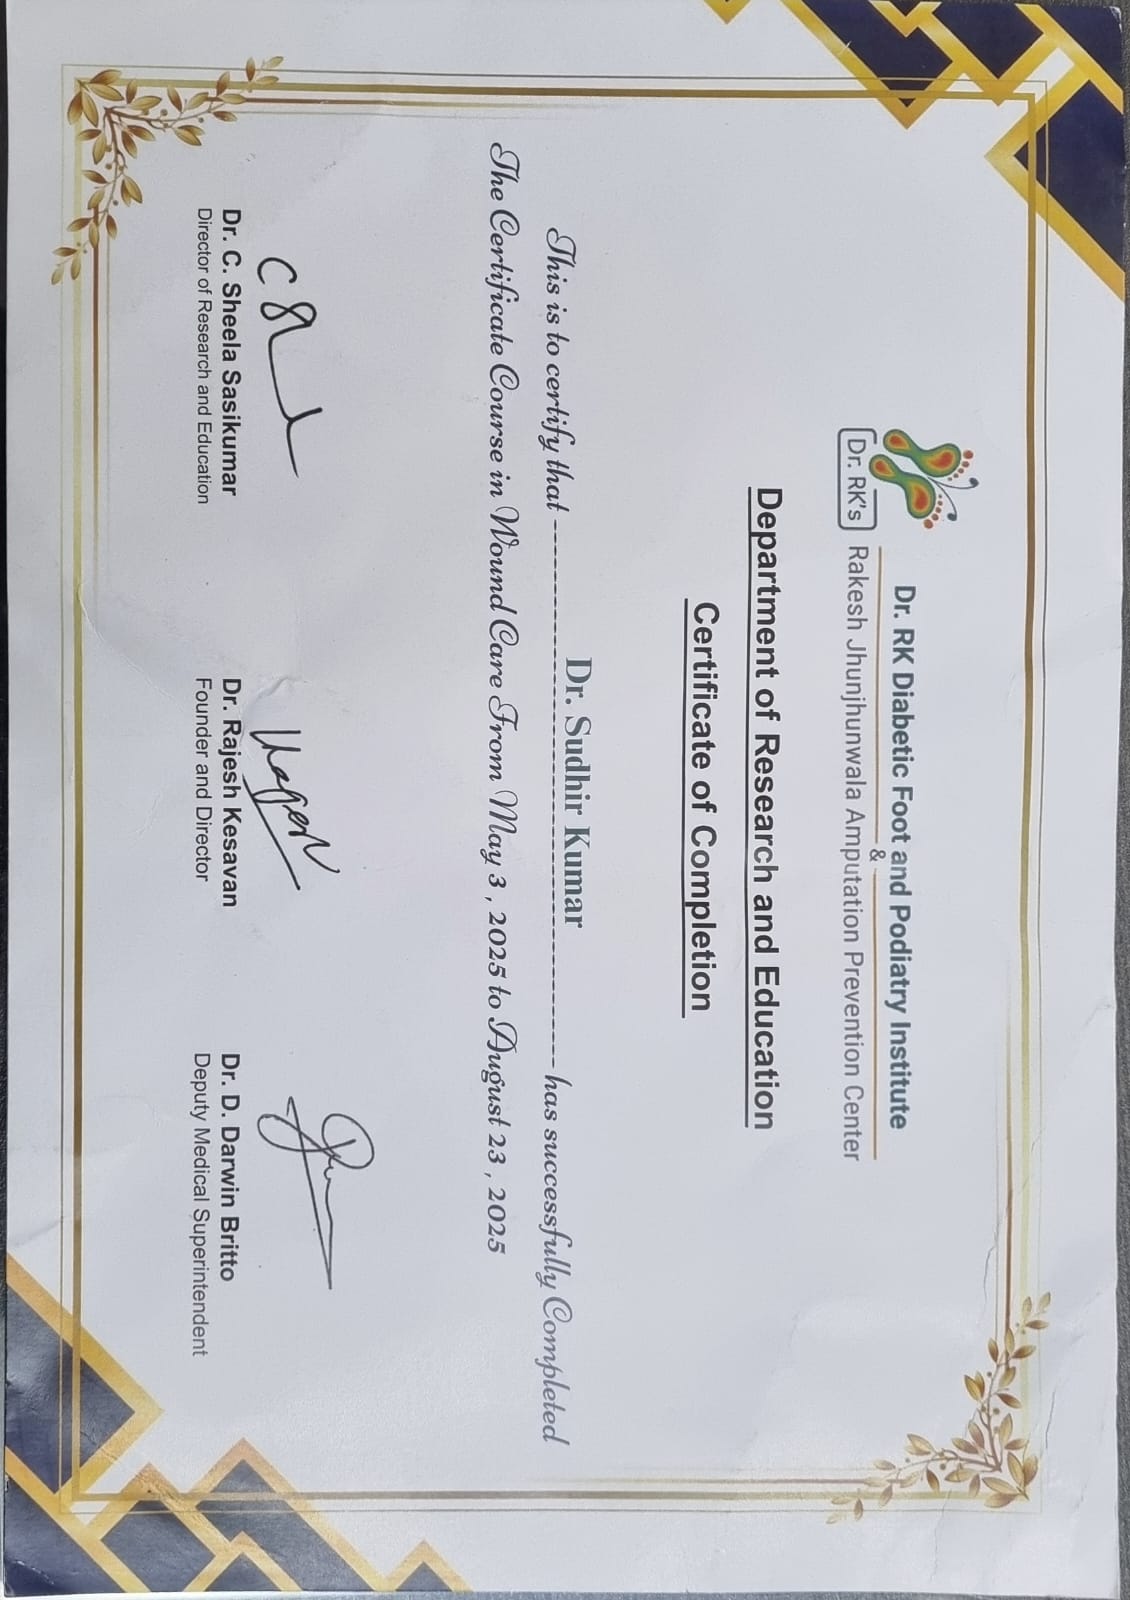 Dr. RK Diabetic Foot and Podiatry Institute
&
Dr. RK's Rakesh Jhunjhunwala Amputation Prevention Center
Department of Research and Education
Certificate of Completion
Dr. Sudhir Kumar
This is to certify that ------------------------------------------------ has successfully Completed
The Certificate Course in Wound Care From May 3 , 2025 to August 23 , 2025
Dr. C. Sheela Sasikumar
Director of Research and Education
Dr. Rajesh Kesavan
Founder and Director
Dr. D. Darwin Britto
Deputy Medical Superintendent